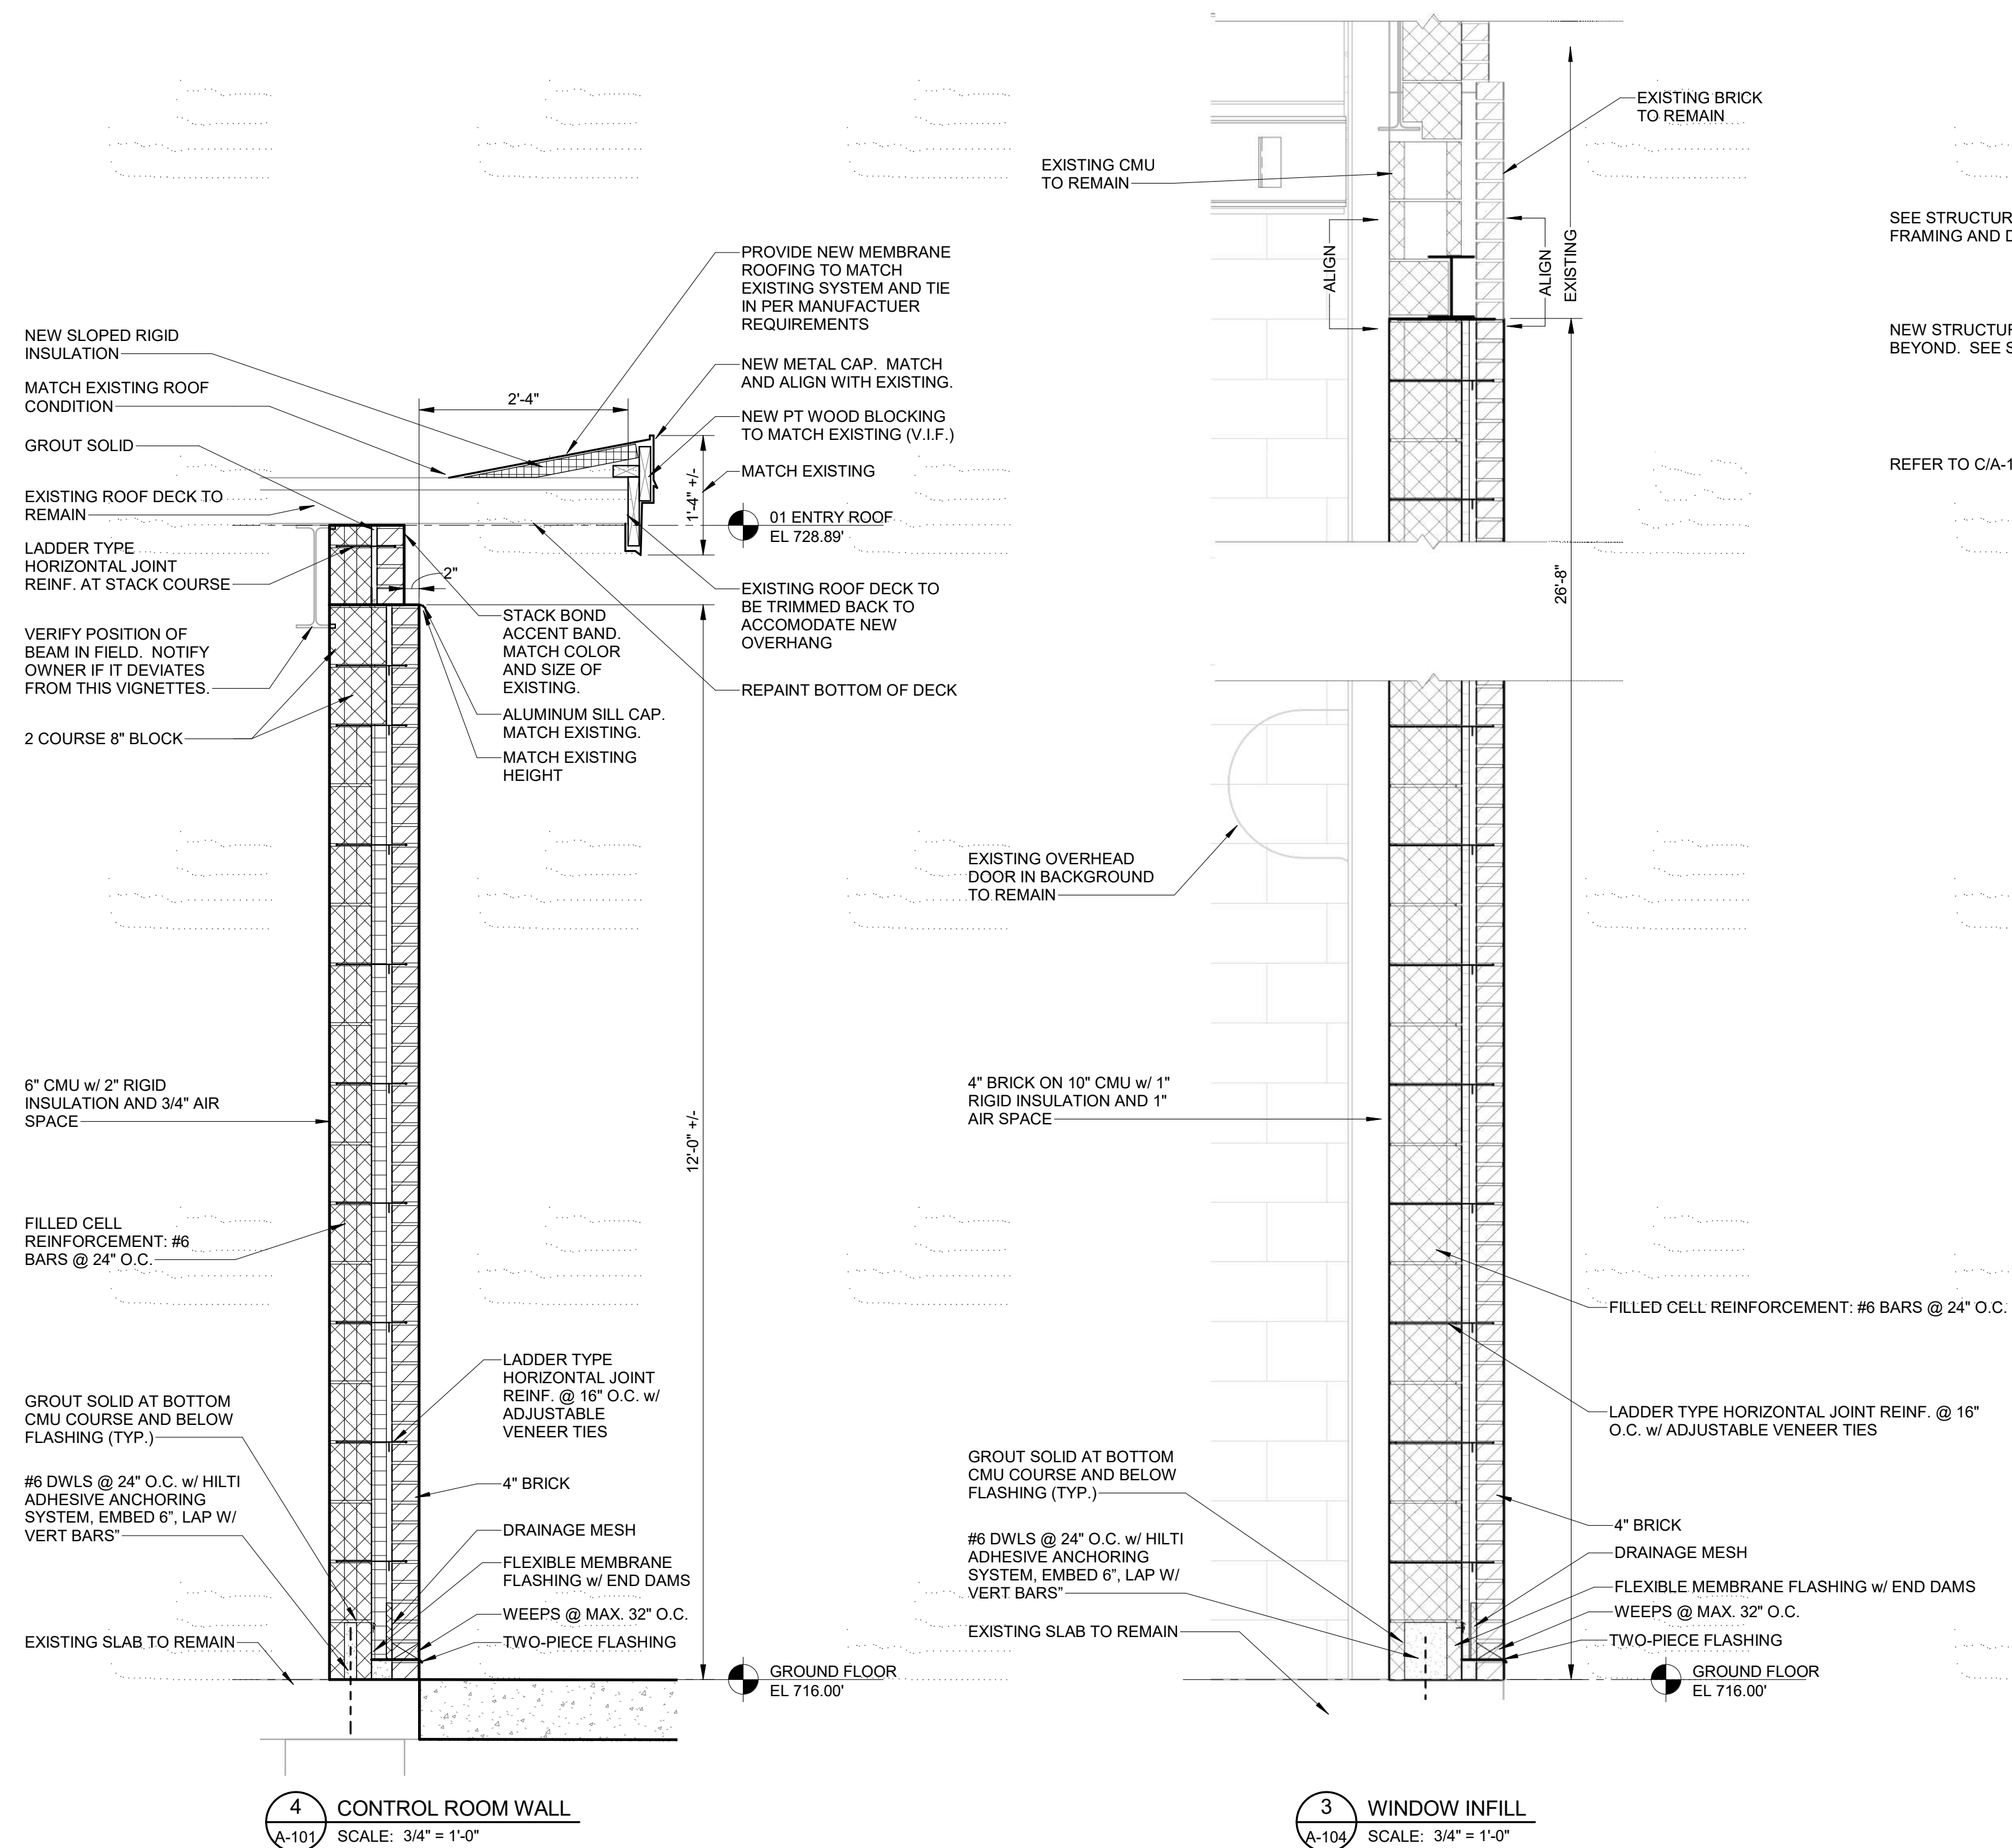 NEW SLOPED RIGID
INSULATION
MATCH EXISTING ROOF
CONDITION
GROUT SOLID
EXISTING ROOF DECK TO
REMAIN
LADDER TYPE
HORIZONTAL JOINT
REINF. AT STACK COURSE
VERIFY POSITION OF
BEAM IN FIELD. NOTIFY
OWNER IF IT DEVIATES
FROM THIS VIGNETTES.
2 COURSE 8" BLOCK
6" CMU w/ 2" RIGID
INSULATION AND 3/4" AIR
SPACE
FILLED CELL
REINFORCEMENT: #6
BARS @ 24" O.C.
GROUT SOLID AT BOTTOM
CMU COURSE AND BELOW
FLASHING (TYP.)
#6 DWLS @ 24" O.C. w/ HILTI
ADHESIVE ANCHORING
SYSTEM, EMBED 6", LAP W/
VERT BARS"
EXISTING SLAB TO REMAIN
2'-4"
2"
1'-4" +/-
12'-0" +/-
PROVIDE NEW MEMBRANE
ROOFING TO MATCH
EXISTING SYSTEM AND TIE
IN PER MANUFACTUER
REQUIREMENTS
NEW METAL CAP. MATCH
AND ALIGN WITH EXISTING.
NEW PT WOOD BLOCKING
TO MATCH EXISTING (V.I.F.)
MATCH EXISTING
01 ENTRY ROOF
EL 728.89'
EXISTING ROOF DECK TO
BE TRIMMED BACK TO
ACCOMODATE NEW
OVERHANG
REPAINT BOTTOM OF DECK
STACK BOND
ACCENT BAND.
MATCH COLOR
AND SIZE OF
EXISTING.
ALUMINUM SILL CAP.
MATCH EXISTING.
MATCH EXISTING
HEIGHT
LADDER TYPE
HORIZONTAL JOINT
REINF. @ 16" O.C. w/
ADJUSTABLE
VENEER TIES
4" BRICK
DRAINAGE MESH
FLEXIBLE MEMBRANE
FLASHING w/ END DAMS
WEEPS @ MAX. 32" O.C.
TWO-PIECE FLASHING
GROUND FLOOR
EL 716.00'
4
A-101
CONTROL ROOM WALL
SCALE: 3/4" = 1'-0"
EXISTING CMU
TO REMAIN
EXISTING BRICK
TO REMAIN
ALIGN
ALIGN
EXISTING
26'-8"
EXISTING OVERHEAD
DOOR IN BACKGROUND
TO REMAIN
4" BRICK ON 10" CMU w/ 1"
RIGID INSULATION AND 1"
AIR SPACE
GROUT SOLID AT BOTTOM
CMU COURSE AND BELOW
FLASHING (TYP.)
#6 DWLS @ 24" O.C. w/ HILTI
ADHESIVE ANCHORING
SYSTEM, EMBED 6", LAP W/
VERT BARS"
EXISTING SLAB TO REMAIN
FILLED CELL REINFORCEMENT: #6 BARS @ 24" O.C.
LADDER TYPE HORIZONTAL JOINT REINF. @ 16"
O.C. w/ ADJUSTABLE VENEER TIES
4" BRICK
DRAINAGE MESH
FLEXIBLE MEMBRANE FLASHING w/ END DAMS
WEEPS @ MAX. 32" O.C.
TWO-PIECE FLASHING
GROUND FLOOR
EL 716.00'
3
A-104
WINDOW INFILL
SCALE: 3/4" = 1'-0"
SEE
FRAMING AND
NEW
BEYOND. SEE
REFER TO